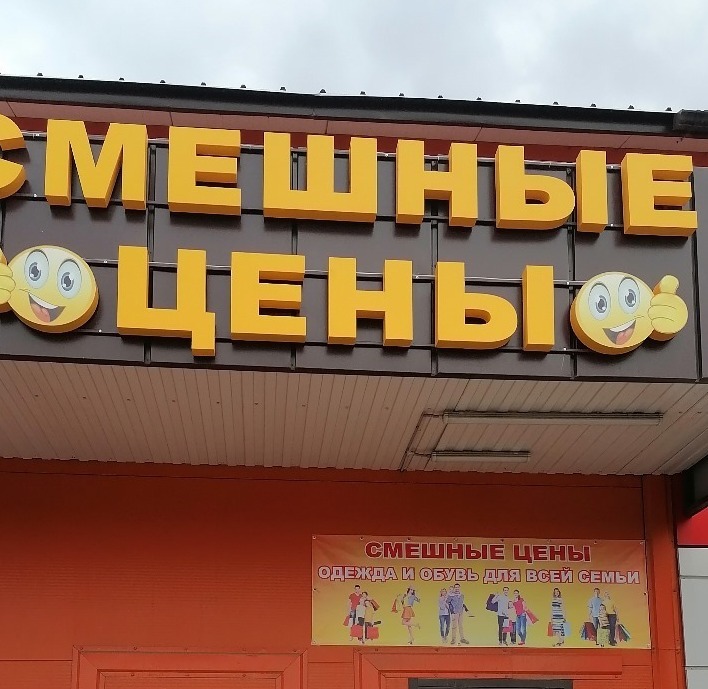 СМЕШНЫЕ
ЦЕНЫ
СМЕШНЫЕ ЦЕНЫ
ОДЕЖДА И ОБУВЬ ДЛЯ ВСЕЙ СЕМЬИ